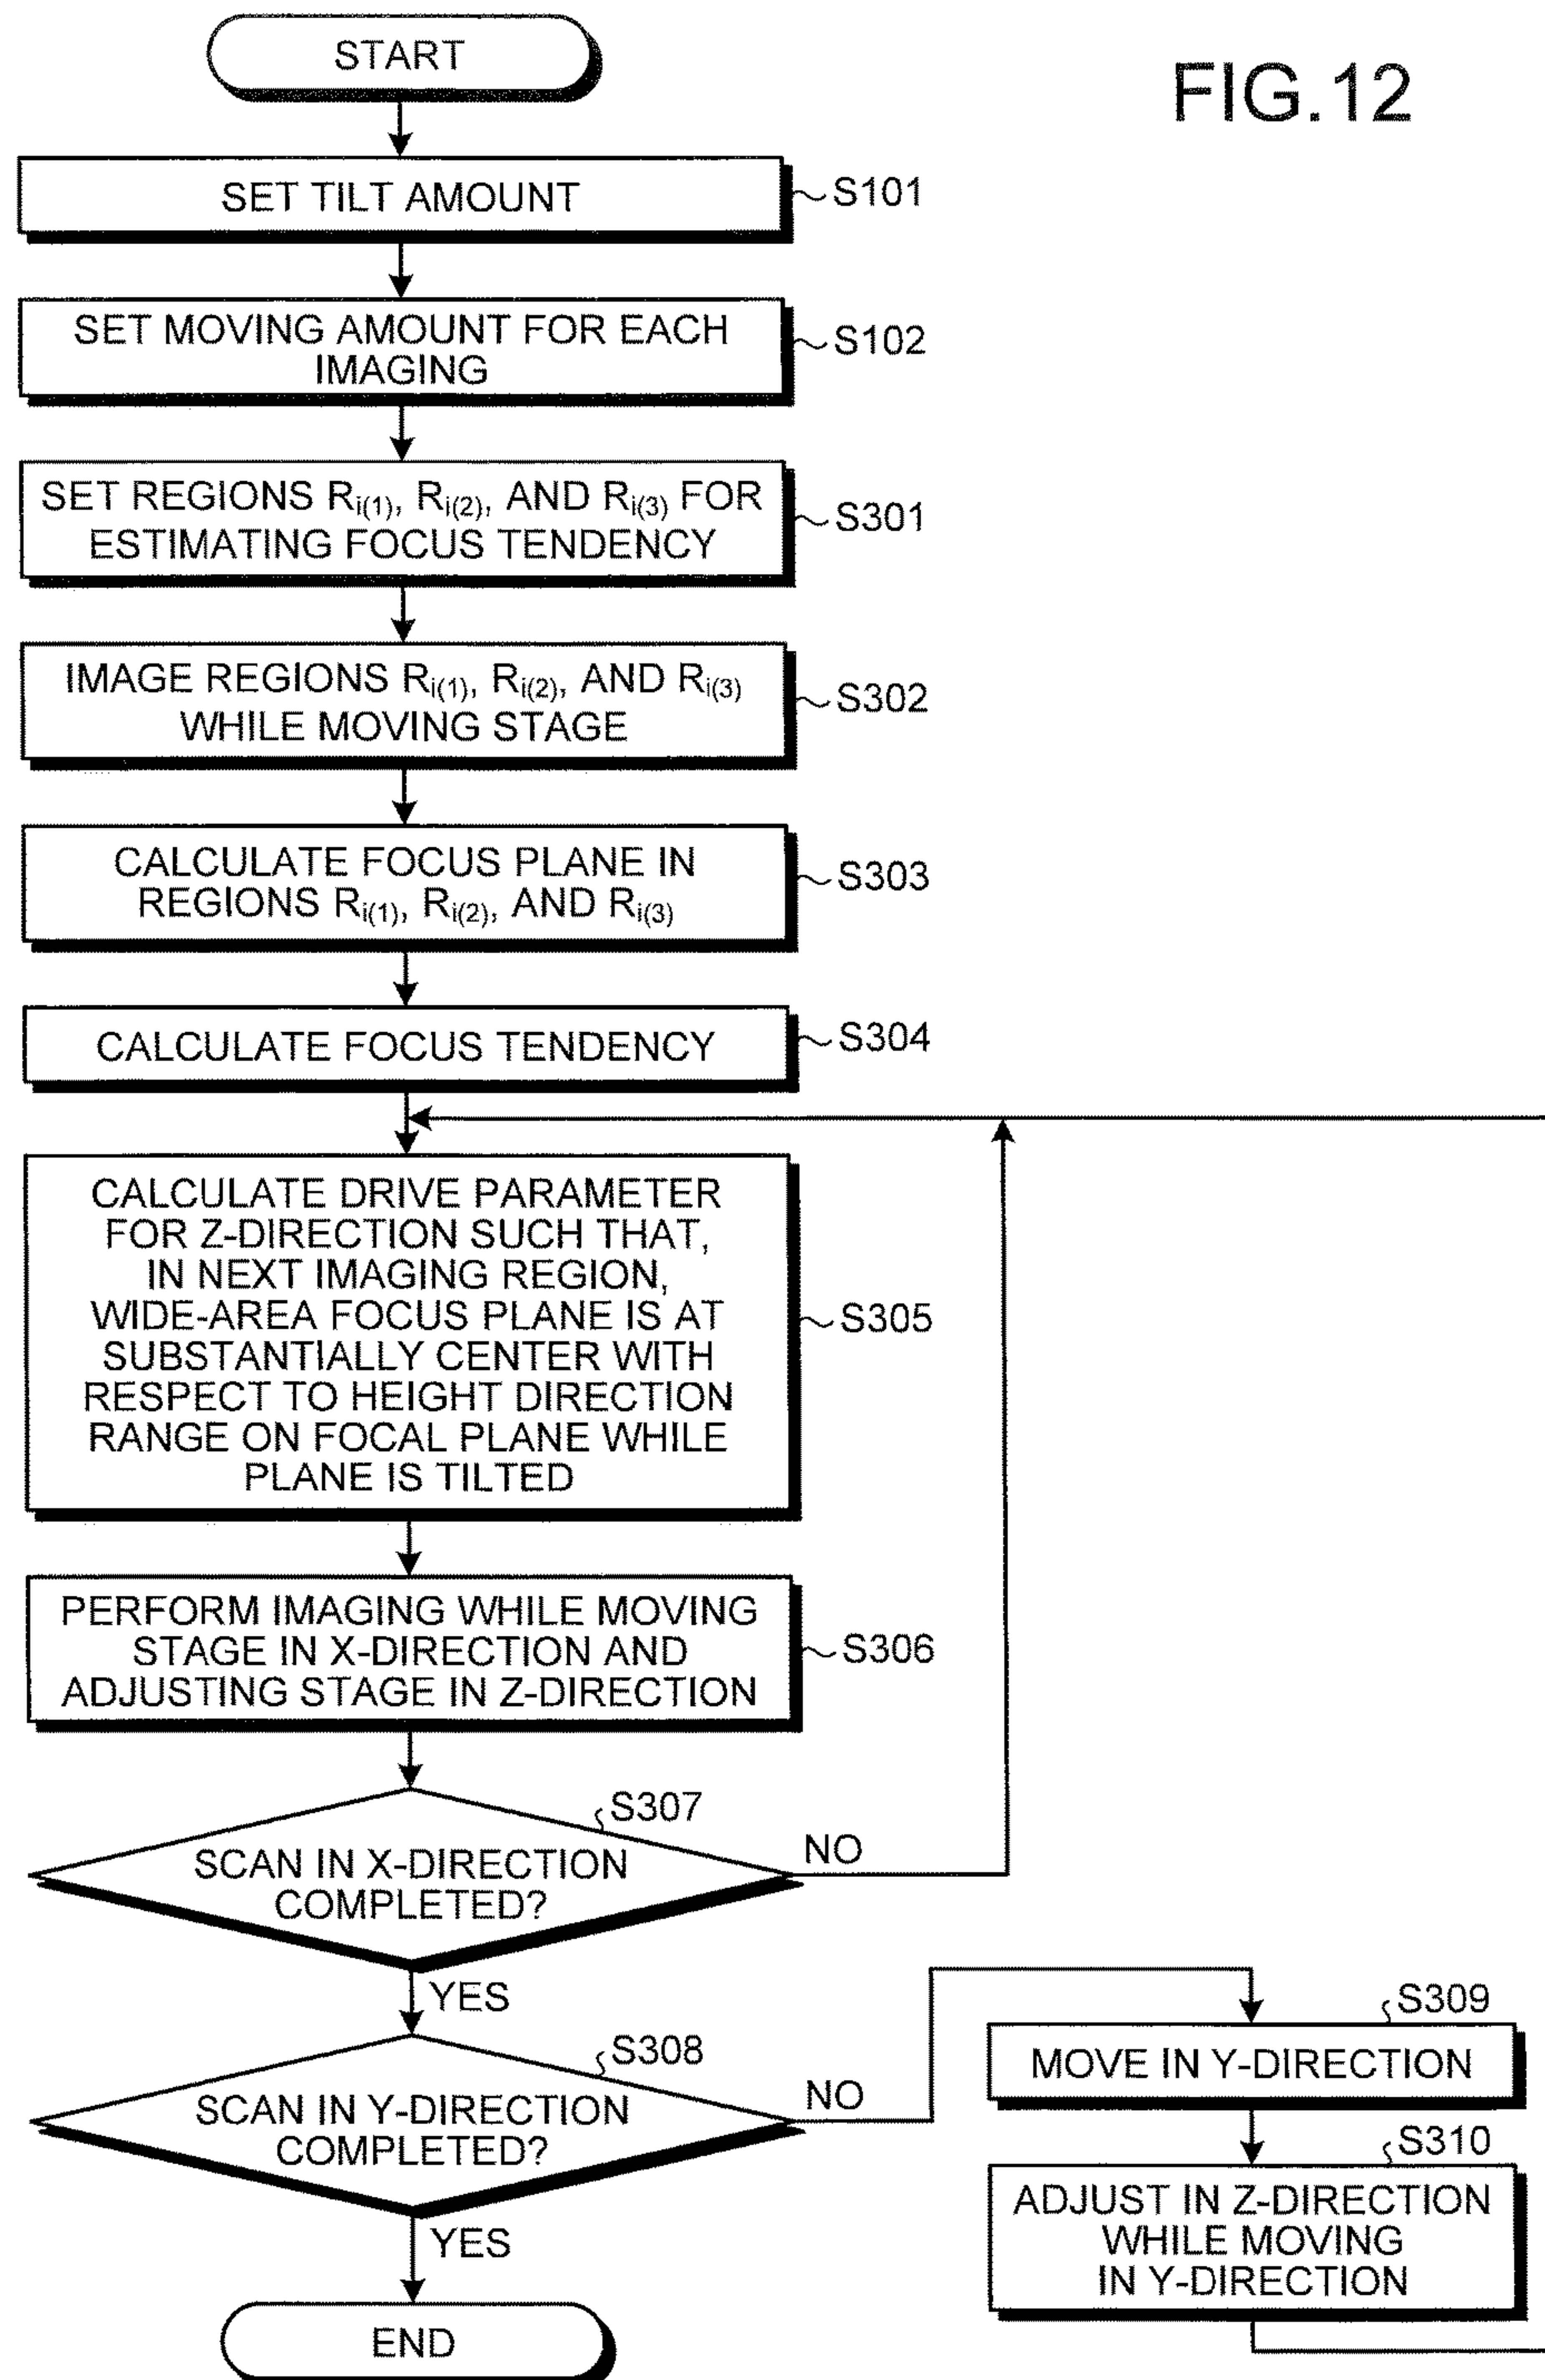 FIG.12
START
SET TILT AMOUNT
S101
SET MOVING AMOUNT FOR EACH
IMAGING
S102
SET REGIONS Ri(1), Ri(2), AND Ri(3) FOR
ESTIMATING FOCUS TENDENCY
S301
IMAGE REGIONS Ri(1), Ri(2), AND Ri(3)
WHILE MOVING STAGE
S302
CALCULATE FOCUS PLANE IN
REGIONS Ri(1), Ri(2), AND Ri(3)
S303
CALCULATE FOCUS TENDENCY
S304
CALCULATE DRIVE PARAMETER
FOR Z-DIRECTION SUCH THAT,
IN NEXT IMAGING REGION,
WIDE-AREA FOCUS PLANE IS AT
SUBSTANTIALLY CENTER WITH
RESPECT TO HEIGHT DIRECTION
RANGE ON FOCAL PLANE WHILE
PLANE IS TILTED
S305
PERFORM IMAGING WHILE MOVING
STAGE IN X-DIRECTION AND
ADJUSTING STAGE IN Z-DIRECTION
S306
S307
SCAN IN X-DIRECTION
COMPLETED?
NO
YES
S308
SCAN IN Y-DIRECTION
COMPLETED?
NO
YES
S309
MOVE IN Y-DIRECTION
S310
ADJUST IN Z-DIRECTION
WHILE MOVING
IN Y-DIRECTION
END